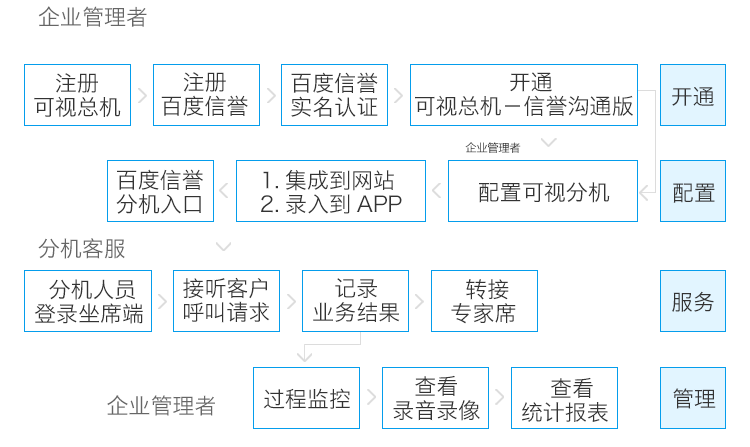 企业管理者
注册
可视总机
注册
百度信誉
百度信誉
实名认证
开通
可视总机－信誉沟通版
开通
企业管理者
百度信誉
分机入口
1. 集成到网站
2. 录入到 APP
配置可视分机
配置
分机客服
分机人员
登录坐席端
接听客户
呼叫请求
记录
业务结果
转接
专家席
服务
企业管理者
过程监控
查看
录音录像
查看
统计报表
管理